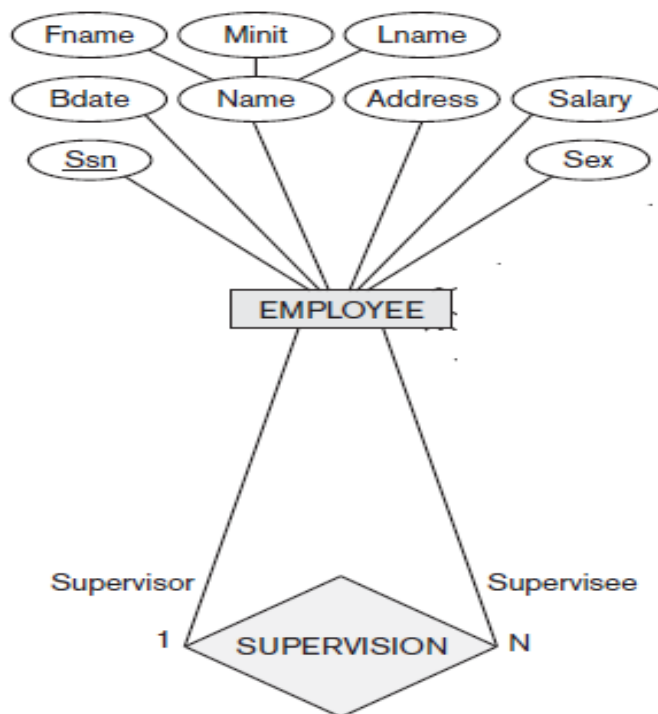 Fname Minit Lname
Bdate Name Address Salary
Ssn Sex
EMPLOYEE
Supervisor Supervisee
1 SUPERVISION N